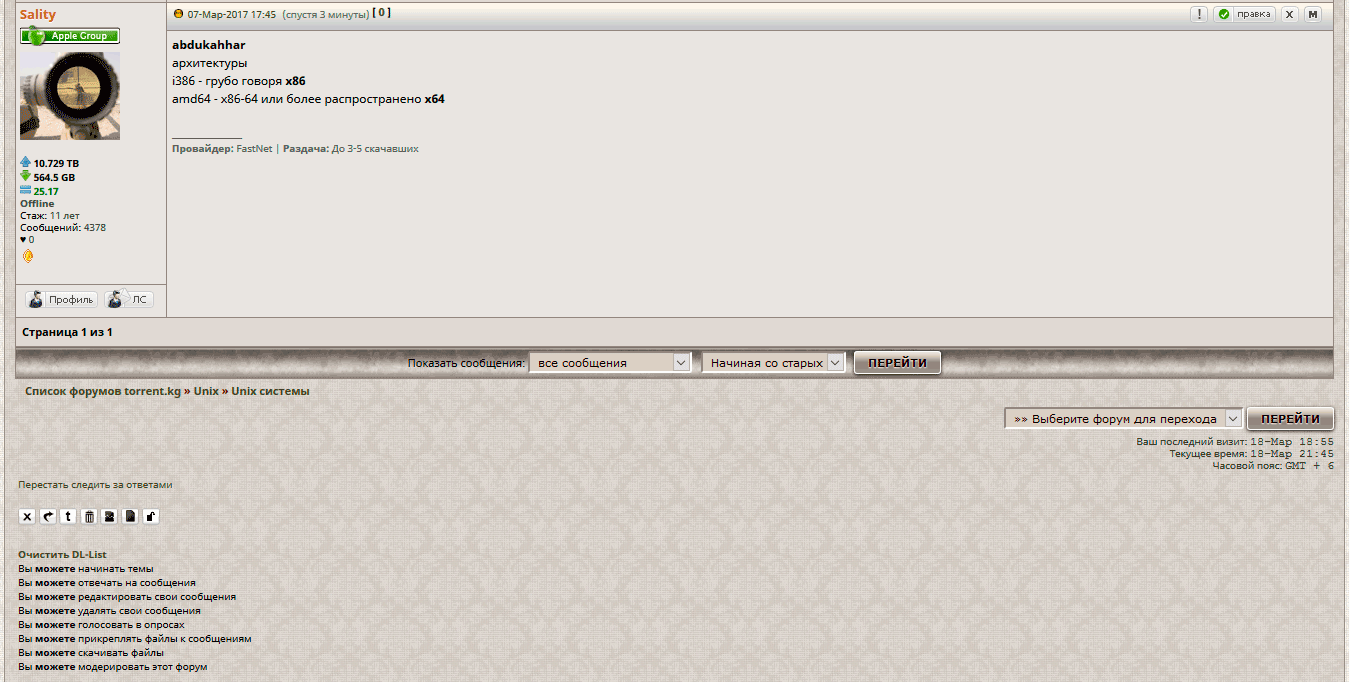 Sality
Apple Group
10.729 TB
564.5 GB
25.17
Offline
Стаж: 11 лет
Сообщений: 4378
♥ 0
Профиль ЛС
07-Мар-2017 17:45 (спустя 3 минуты) [ 0 ]
! правка X M
abdukahhar
архитектуры
i386 - грубо говоря x86
amd64 - x86-64 или более распространено x64
Провайдер: FastNet | Раздача: До 3-5 скачавших
Страница 1 из 1
Показать сообщения: все сообщения Начиная со старых ПЕРЕЙТИ
Список форумов torrent.kg » Unix » Unix системы
»» Выберите форум для перехода ПЕРЕЙТИ
Ваш последний визит: 18-Мар 18:55
Текущее время: 18-Мар 21:45
Часовой пояс: GMT + 6
Перестать следить за ответами
x t
Очистить DL-List
Вы можете начинать темы
Вы можете отвечать на сообщения
Вы можете редактировать свои сообщения
Вы можете удалять свои сообщения
Вы можете голосовать в опросах
Вы можете прикреплять файлы к сообщениям
Вы можете скачивать файлы
Вы можете модерировать этот форум